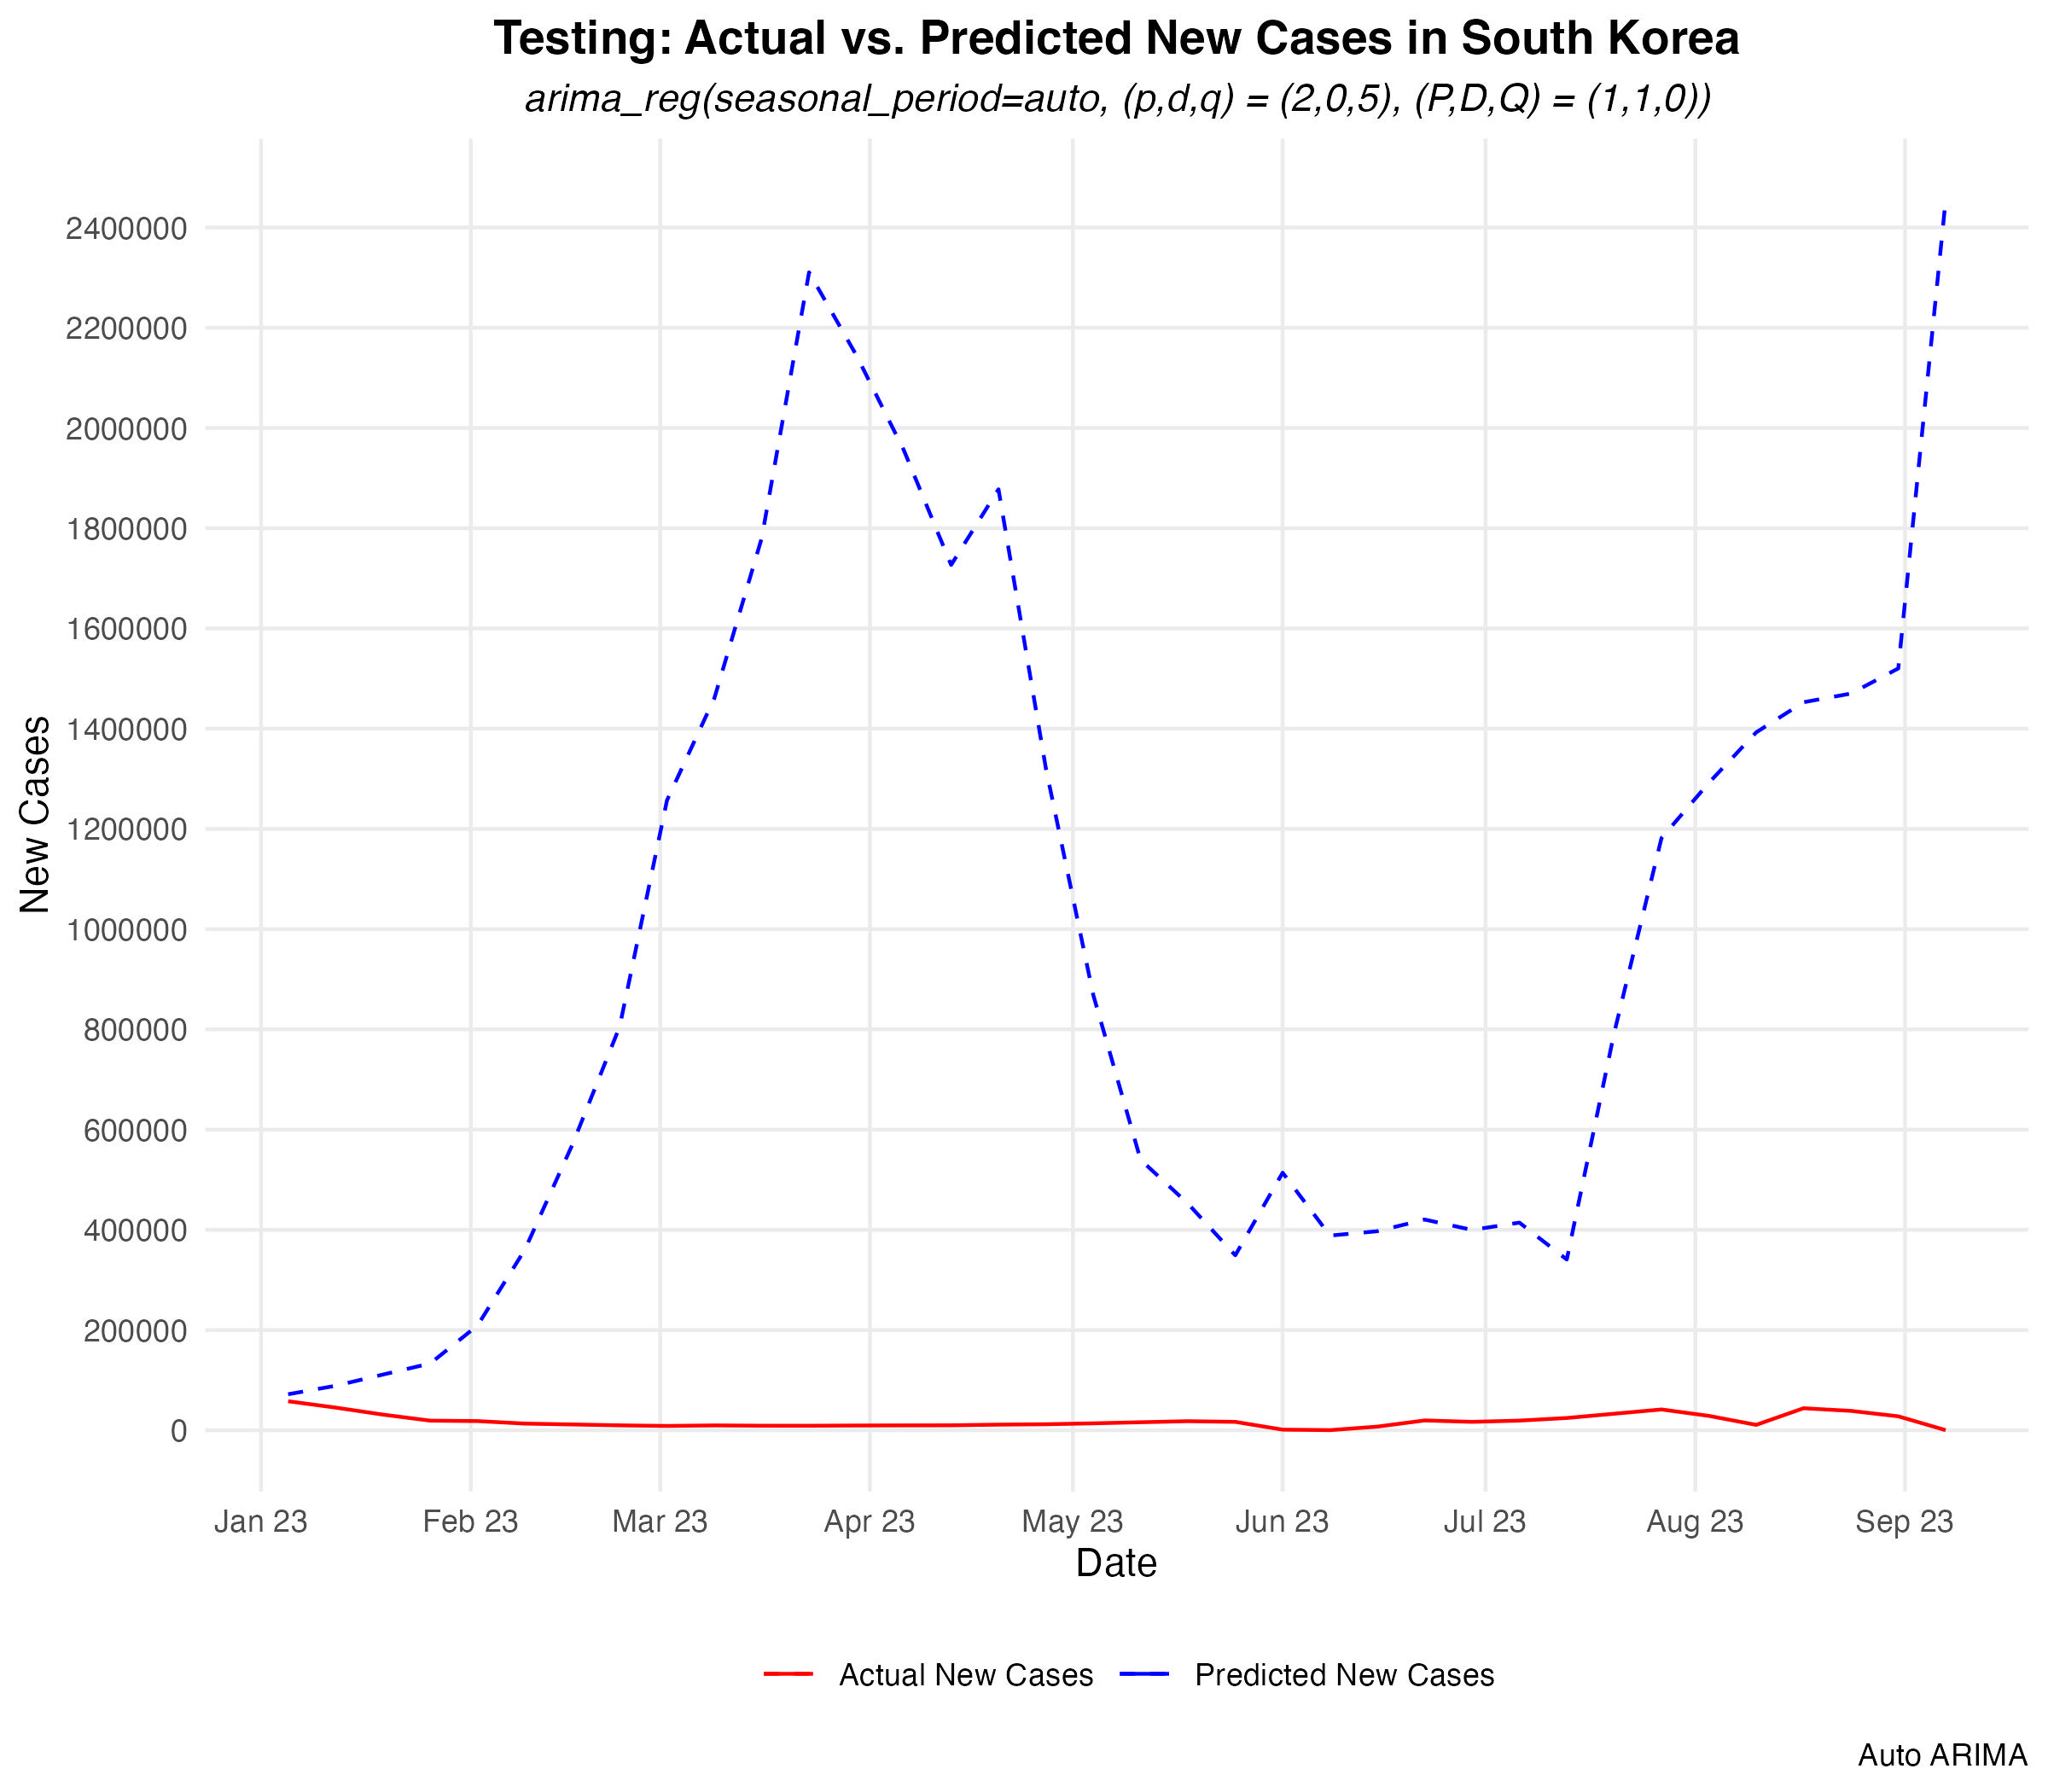 Testing: Actual vs. Predicted New Cases in South Korea
arima_reg(seasonal_period=auto, (p,d,q) = (2,0,5), (P,D,Q) = (1,1,0))
New Cases
2400000
2200000
2000000
1800000
1600000
1400000
1200000
1000000
800000
600000
400000
200000
0
Jan 23 Feb 23 Mar 23 Apr 23 May 23 Jun 23 Jul 23 Aug 23 Sep 23
Date
Actual New Cases Predicted New Cases
Auto ARIMA